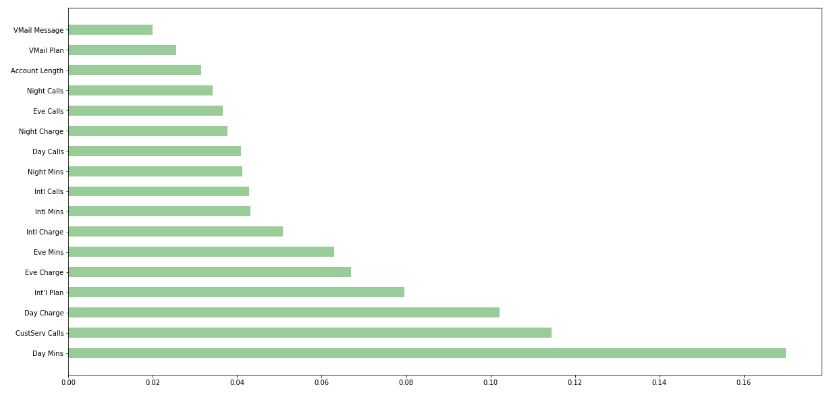 VMail Message
VMail Plan
Account Length
Night Calls
Eve Calls
Night Charge
Day Calls
Night Mins
Intl Calls
Intl Mins
Intl Charge
Eve Mins
Eve Charge
Int'l Plan
Day Charge
CustServ Calls
Day Mins
0.00 0.02 0.04 0.06 0.08 0.10 0.12 0.14 0.16